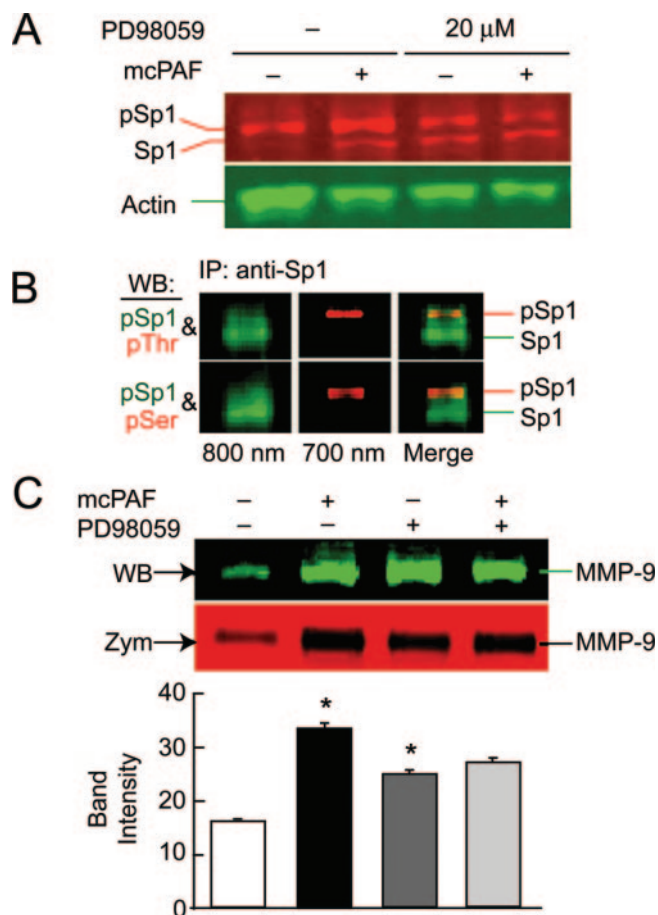 A
PD98059 – 20 µM
mcPAF – + – +
pSp1
Sp1
Actin
B
IP: anti-Sp1
WB:
pSp1 & pThr
pSp1
Sp1
pSp1 & pSer
pSp1
Sp1
800 nm 700 nm Merge
C
mcPAF – + – +
PD98059 – – + +
WB MMP-9
Zym MMP-9
40
30
20
10
0
Band Intensity
* *